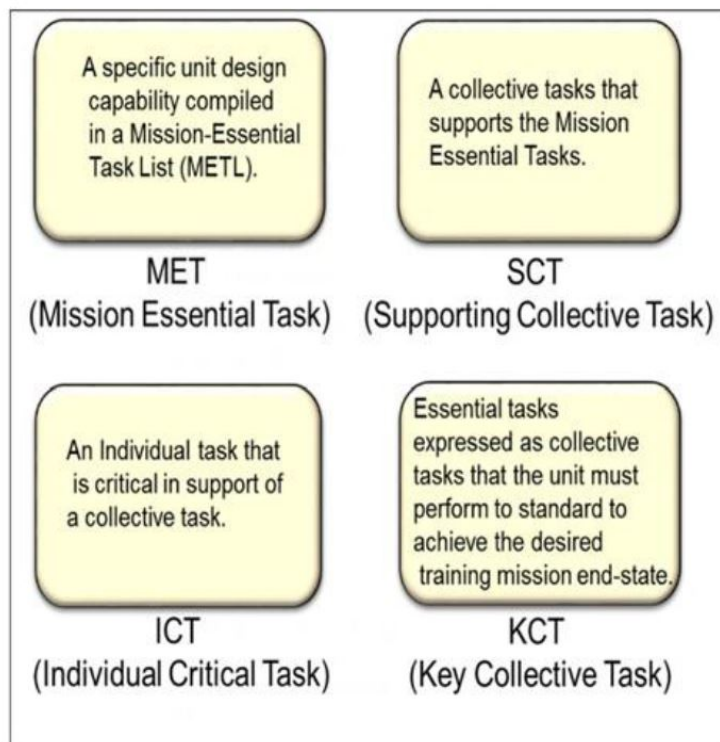 A specific unit design
capability compiled
in a Mission-Essential
Task List (METL).
MET
(Mission Essential Task)
A collective tasks that
supports the Mission
Essential Tasks.
SCT
(Supporting Collective Task)
An Individual task that
is critical in support of
a collective task.
ICT
(Individual Critical Task)
Essential tasks
expressed as collective
tasks that the unit must
perform to standard to
achieve the desired
training mission end-state.
KCT
(Key Collective Task)